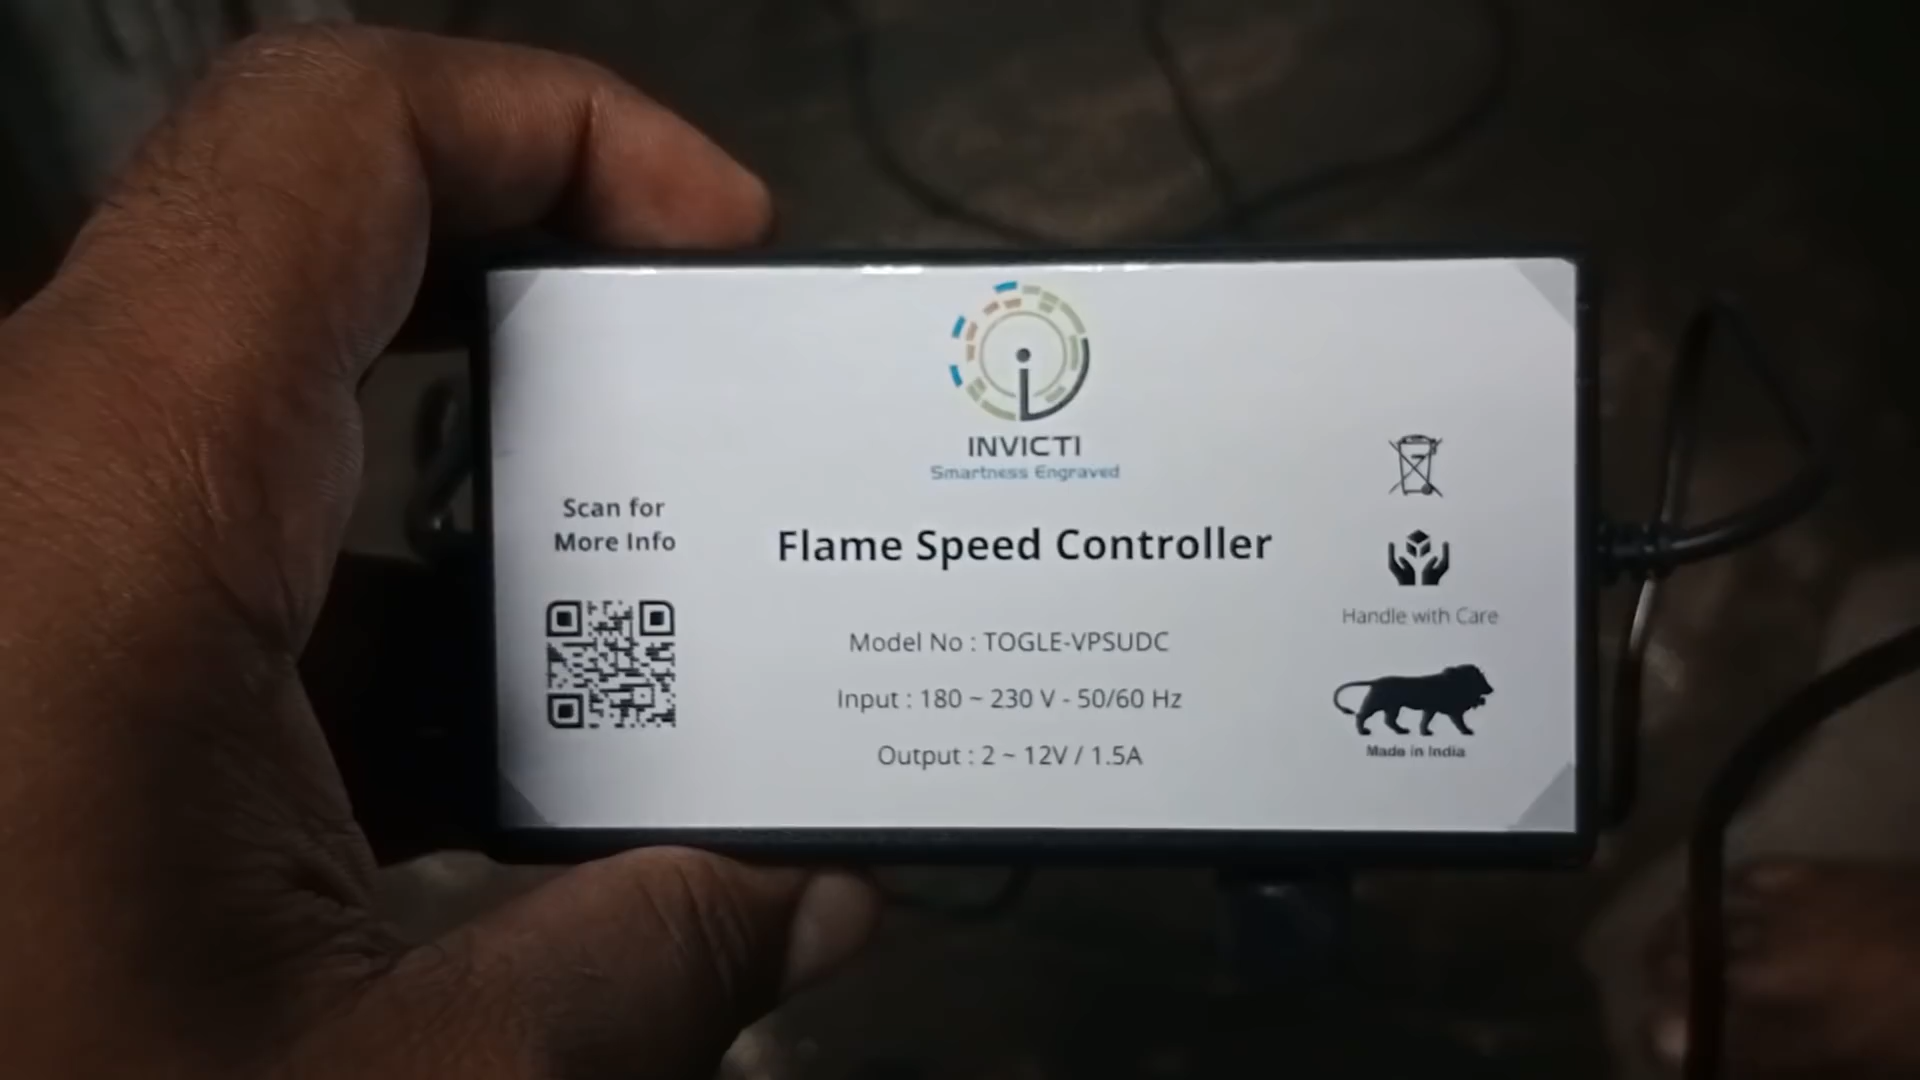 INVICTI
Smartness Engraved
Scan for
More Info
Flame Speed Controller
Model No : TOGLE-VPSUDC
Input : 180 ~ 230 V - 50/60 Hz
Output : 2 ~ 12V / 1.5A
Handle with Care
Made in India